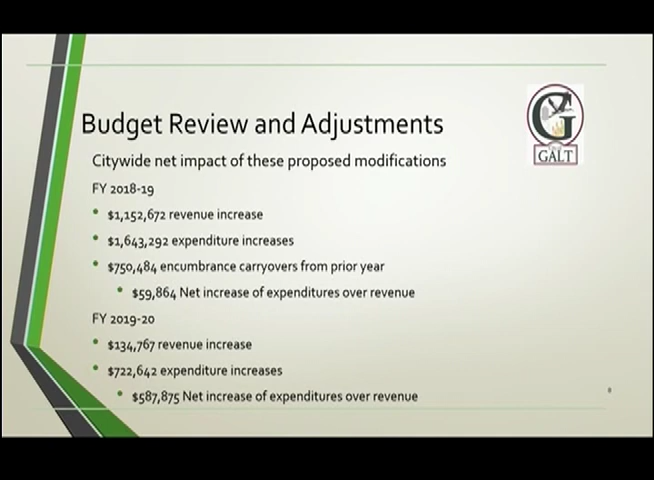 Budget Review and Adjustments
G
GALT
Citywide net impact of these proposed modifications
FY 2018-19
• $1,152,672 revenue increase
• $1,643,292 expenditure increases
• $750,484 encumbrance carryovers from prior year
• $59,864 Net increase of expenditures over revenue
FY 2019-20
• $134,767 revenue increase
• $722,642 expenditure increases
• $587,875 Net increase of expenditures over revenue